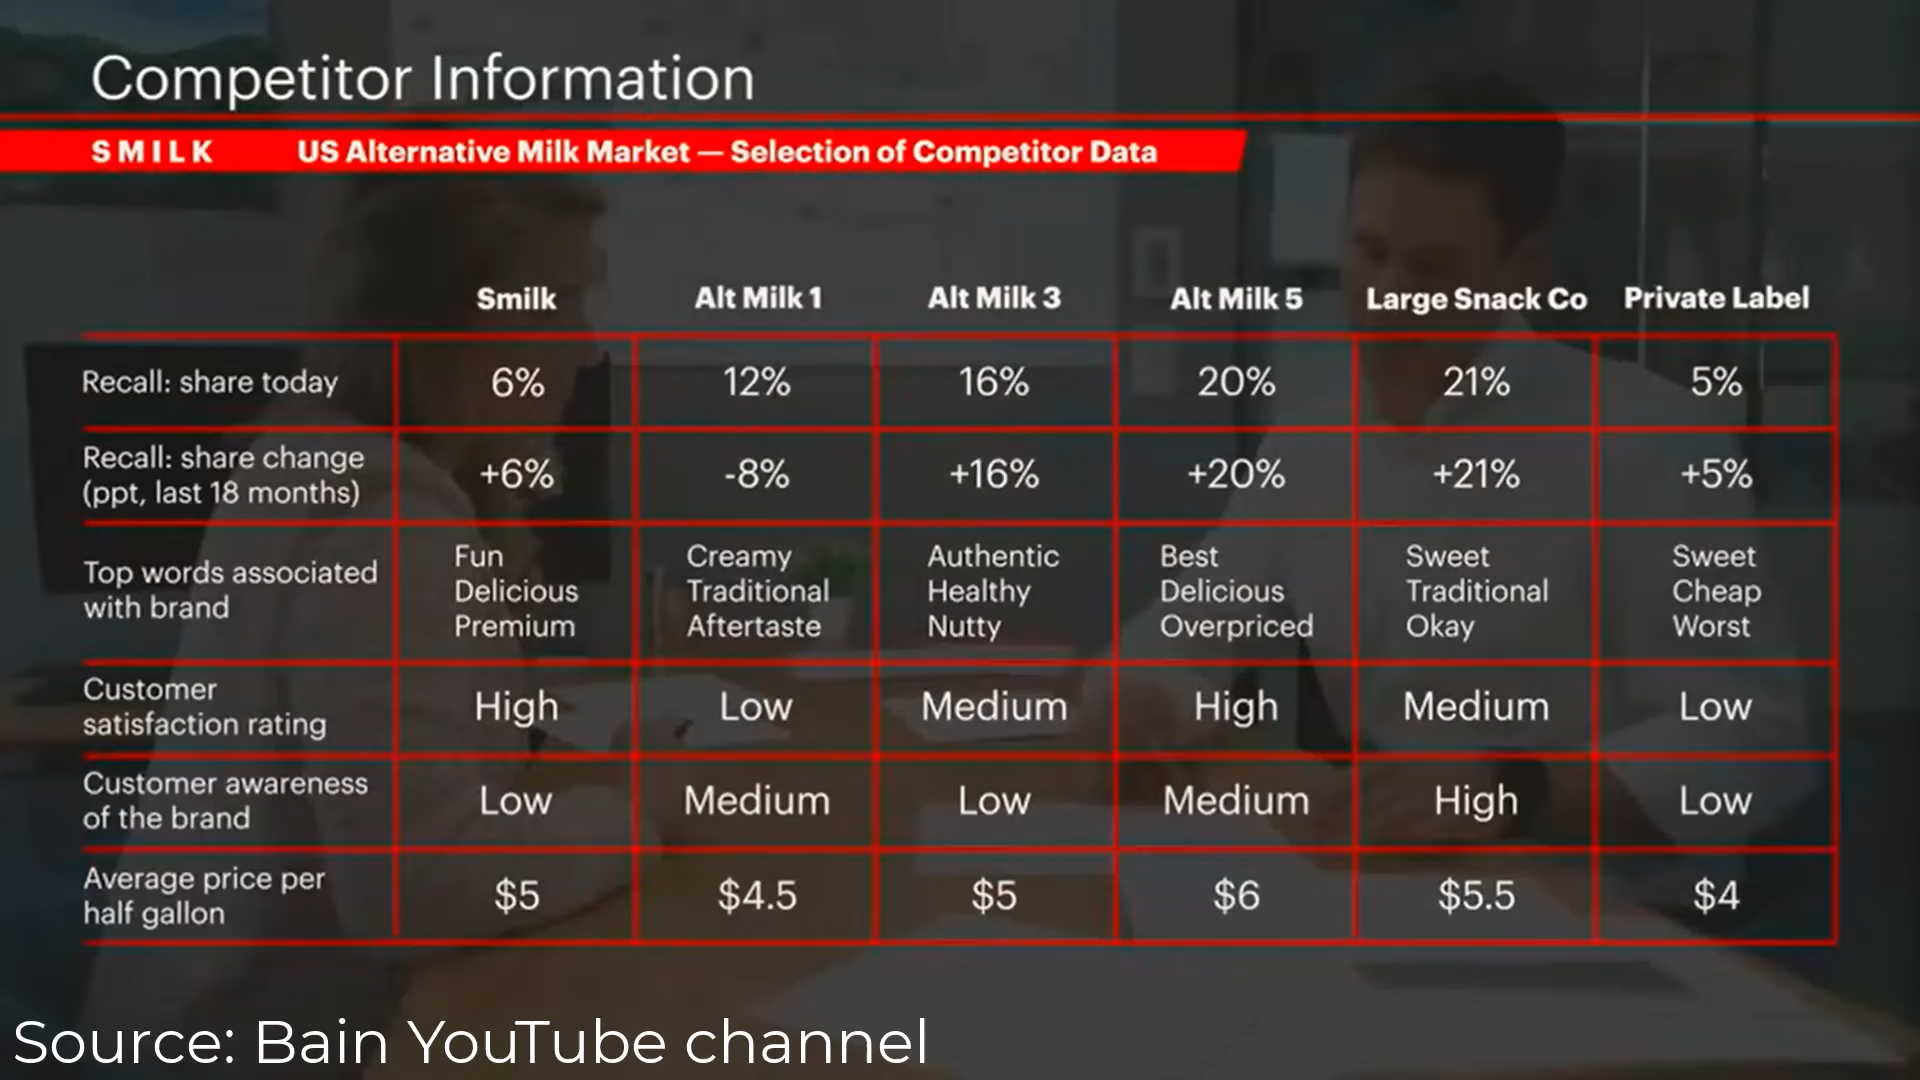 Competitor Information
SMILK US Alternative Milk Market — Selection of Competitor Data
Smilk Alt Milk 1 Alt Milk 3 Alt Milk 5 Large Snack Co Private Label
Recall: share today 6% 12% 16% 20% 21% 5%
Recall: share change
(ppt, last 18 months) +6% -8% +16% +20% +21% +5%
Top words associated
with brand
Fun Creamy Authentic Best Sweet Sweet
Delicious Traditional Healthy Delicious Traditional Cheap
Premium Aftertaste Nutty Overpriced Okay Worst
Customer
satisfaction rating High Low Medium High Medium Low
Customer awareness
of the brand Low Medium Low Medium High Low
Average price per
half gallon $5 $4.5 $5 $6 $5.5 $4
Source: Bain YouTube channel